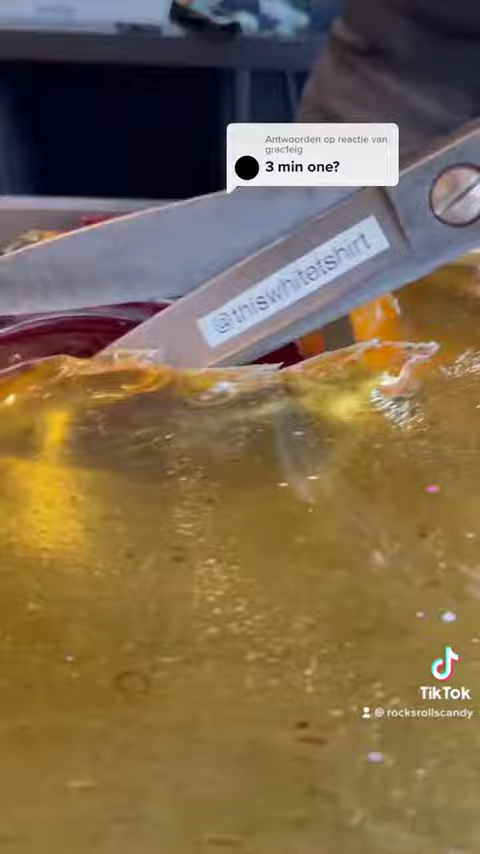 Antwoorden op reactie van
grac1eig
3 min one?
@thiswhitetshirt
TikTok
@ rocksrollscandy